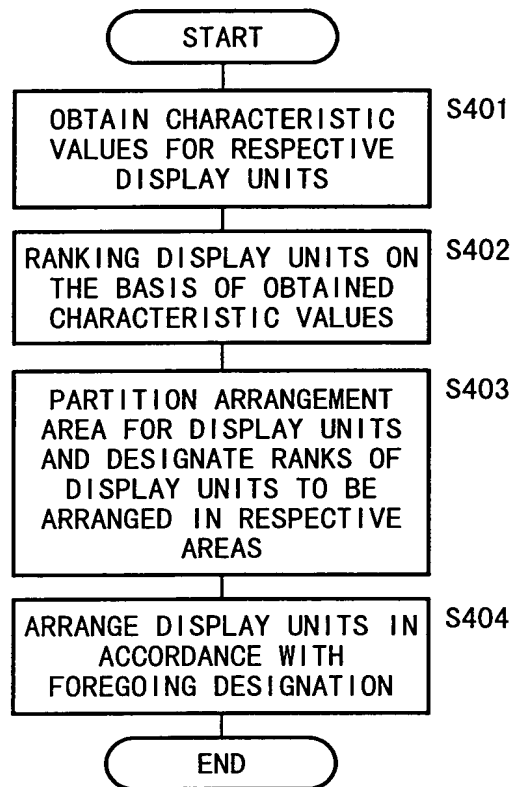 START
OBTAIN CHARACTERISTIC
VALUES FOR RESPECTIVE
DISPLAY UNITS
S401
RANKING DISPLAY UNITS ON
THE BASIS OF OBTAINED
CHARACTERISTIC VALUES
S402
PARTITION ARRANGEMENT
AREA FOR DISPLAY UNITS
AND DESIGNATE RANKS OF
DISPLAY UNITS TO BE
ARRANGED IN RESPECTIVE
AREAS
S403
ARRANGE DISPLAY UNITS IN
ACCORDANCE WITH
FOREGOING DESIGNATION
S404
END